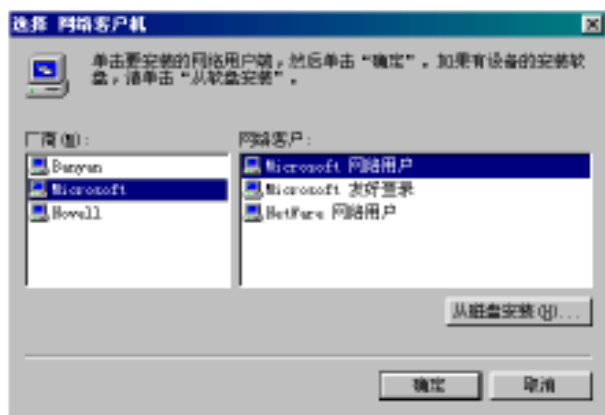 选择 网络客户机
单击要安装的网络用户端,然后单击“确定”。如果有设备的安装软
盘,请单击“从软盘安装”。
厂商(M):
网络客户:
Banyan
Microsoft
Novell
Microsoft 网络用户
Microsoft 友好登录
NetWare 网络用户
从磁盘安装(H)...
确定
取消